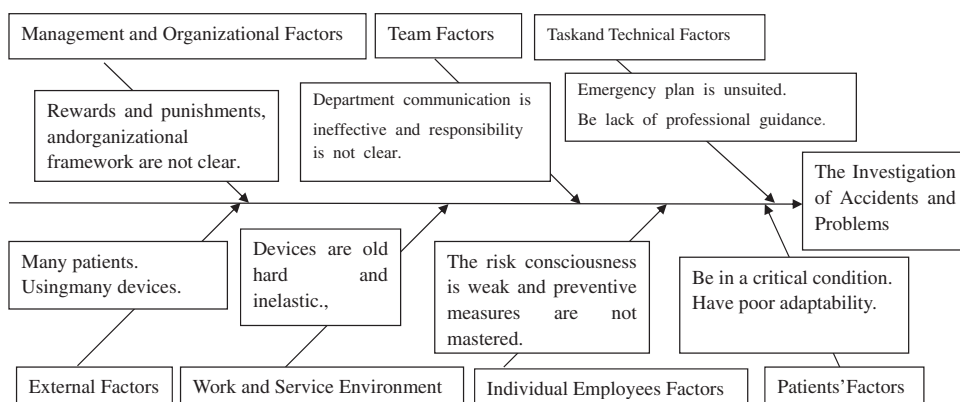 Management and Organizational Factors
Team Factors
Taskand Technical Factors
Rewards and punishments,
andorganizational
framework are not clear.
Department communication is
ineffective and responsibility
is not clear.
Emergency plan is unsuited.
Be lack of professional guidance.
The Investigation
of Accidents and
Problems
Many patients.
Usingmany devices.
Devices are old
hard and
inelastic.,
The risk consciousness
is weak and preventive
measures are not
mastered.
Be in a critical condition.
Have poor adaptability.
External Factors
Work and Service Environment
Individual Employees Factors
Patients'Factors